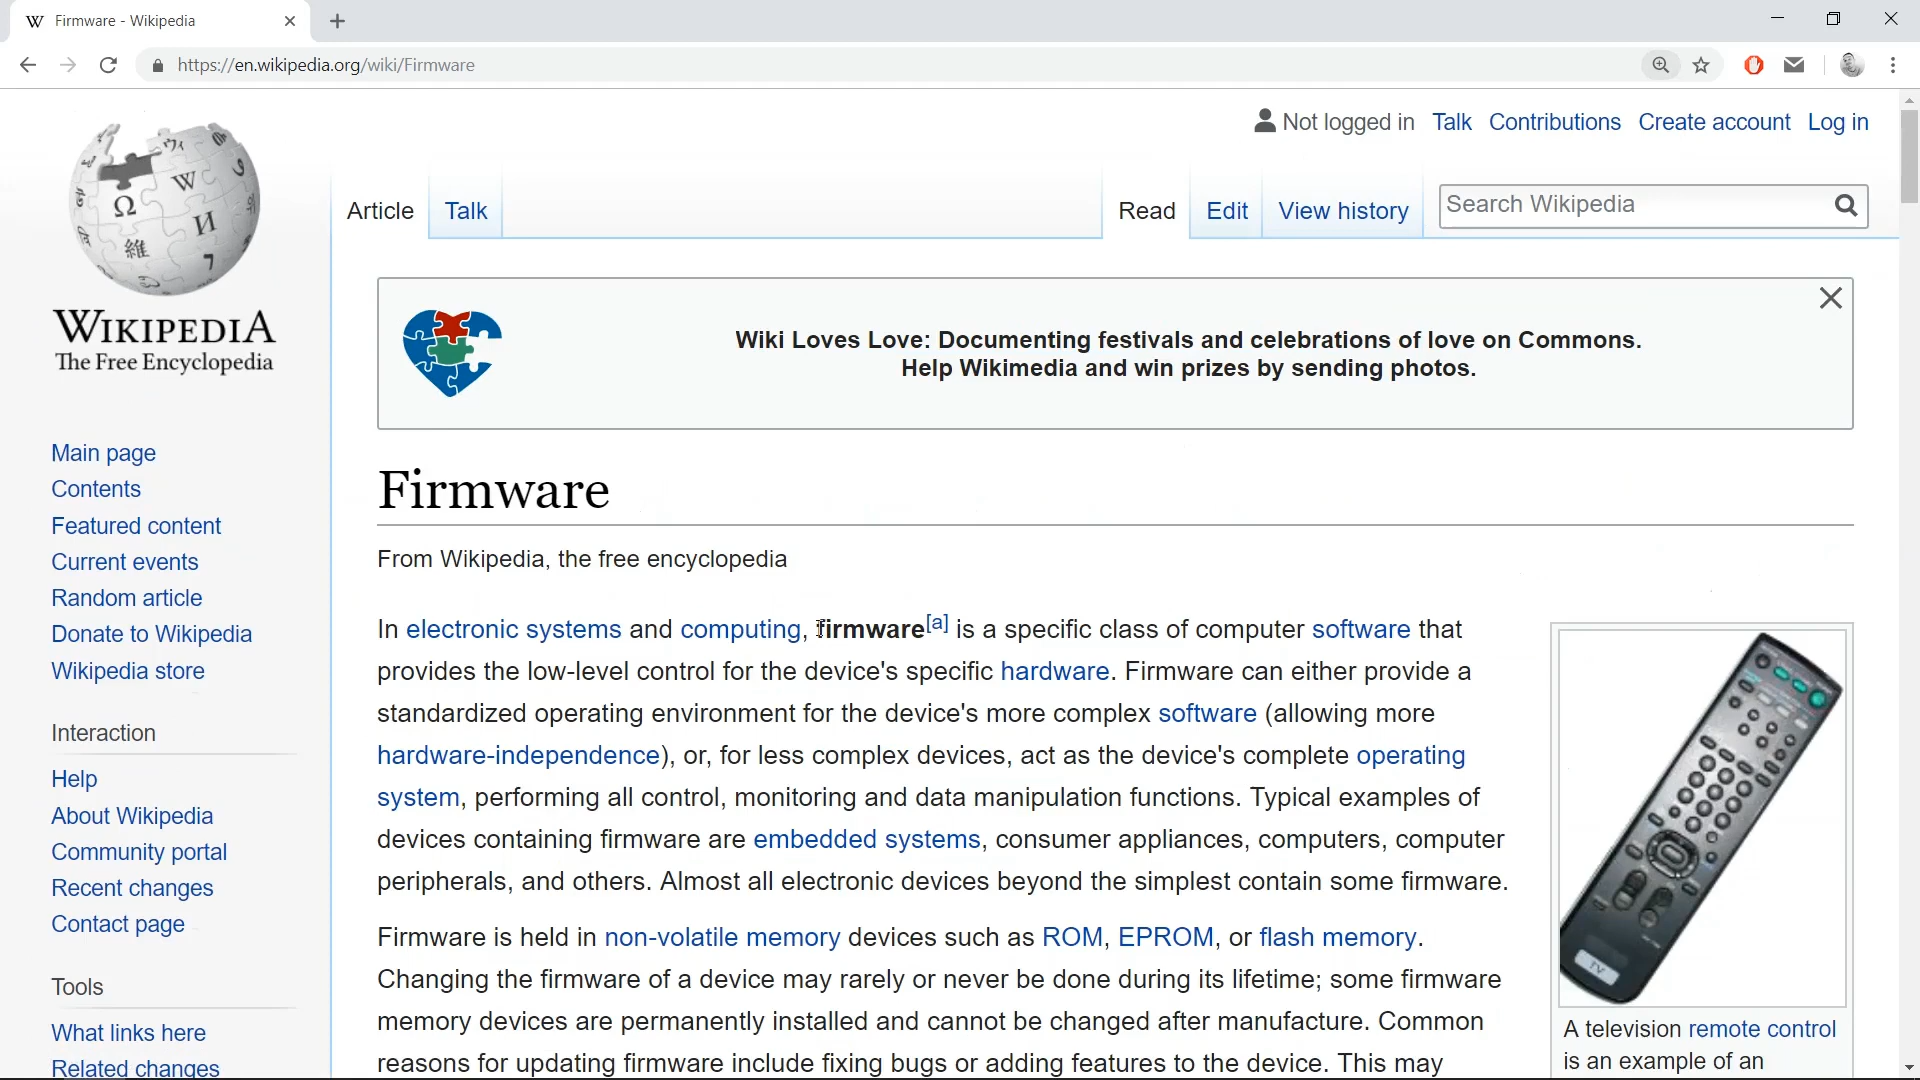 Firmware - Wikipedia
https://en.wikipedia.org/wiki/Firmware
Not logged in Talk Contributions Create account Log in
Article Talk Read Edit View history Search Wikipedia
WIKIPEDIA
The Free Encyclopedia
Wiki Loves Love: Documenting festivals and celebrations of love on Commons.
Help Wikimedia and win prizes by sending photos.
Main page
Contents
Featured content
Current events
Random article
Donate to Wikipedia
Wikipedia store
Interaction
Help
About Wikipedia
Community portal
Recent changes
Contact page
Tools
What links here
Related changes
Firmware
From Wikipedia, the free encyclopedia
In electronic systems and computing, firmware[a] is a specific class of computer software that
provides the low-level control for the device's specific hardware. Firmware can either provide a
standardized operating environment for the device's more complex software (allowing more
hardware-independence), or, for less complex devices, act as the device's complete operating
system, performing all control, monitoring and data manipulation functions. Typical examples of
devices containing firmware are embedded systems, consumer appliances, computers, computer
peripherals, and others. Almost all electronic devices beyond the simplest contain some firmware.
Firmware is held in non-volatile memory devices such as ROM, EPROM, or flash memory.
Changing the firmware of a device may rarely or never be done during its lifetime; some firmware
memory devices are permanently installed and cannot be changed after manufacture. Common
reasons for updating firmware include fixing bugs or adding features to the device. This may
TV
A television remote control
is an example of an